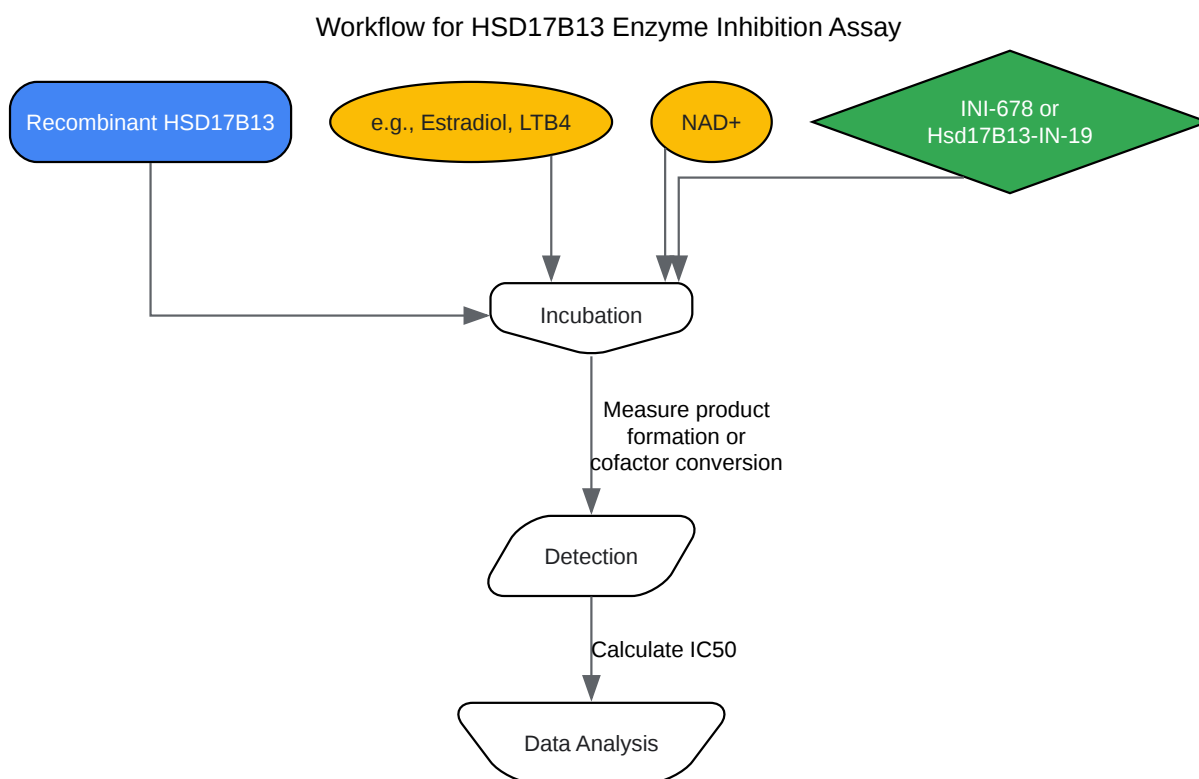 Workflow for HSD17B13 Enzyme Inhibition Assay
Recombinant HSD17B13
e.g., Estradiol, LTB4
NAD+
INI-678 or
Hsd17B13-IN-19
Incubation
Measure product
formation or
cofactor conversion
Detection
Calculate IC50
Data Analysis